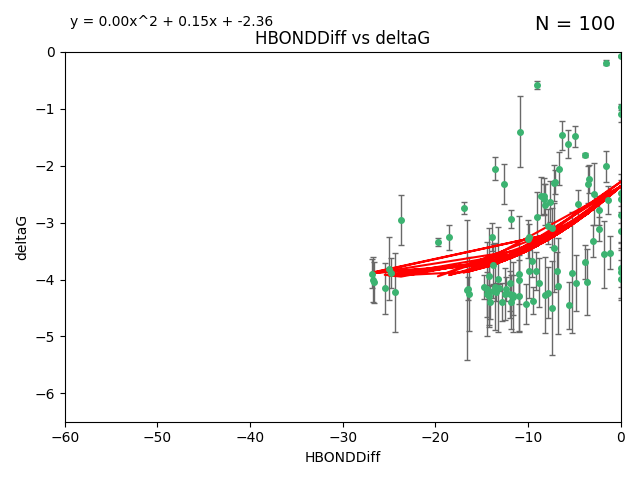 y = 0.00x^2 + 0.15x + -2.36
N = 100
HBONDDiff vs deltaG
0
−1
−2
−3
−4
−5
−6
deltaG
−60
−50
−40
−30
−20
−10
0
HBONDDiff